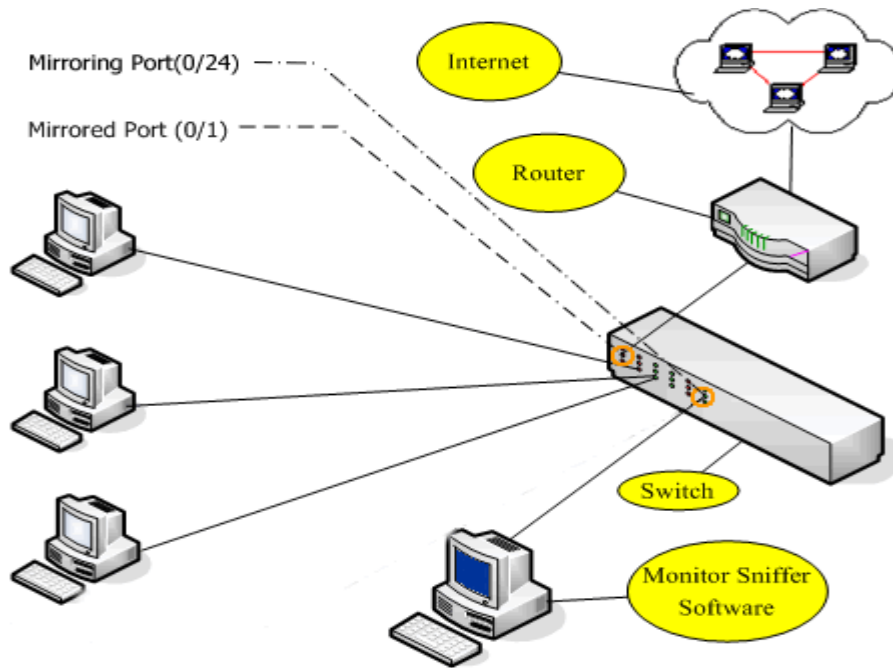 Mirroring Port(0/24)
Mirrored Port (0/1)
Internet
Router
Switch
Monitor Sniffer
Software